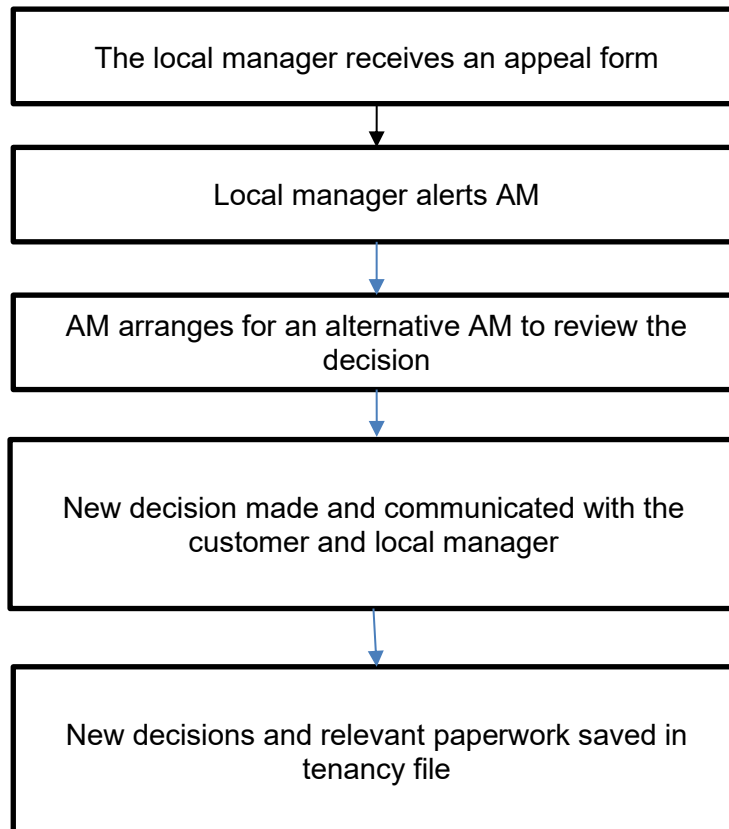 The local manager receives an appeal form
Local manager alerts AM
AM arranges for an alternative AM to review the
decision
New decision made and communicated with the
customer and local manager
New decisions and relevant paperwork saved in
tenancy file